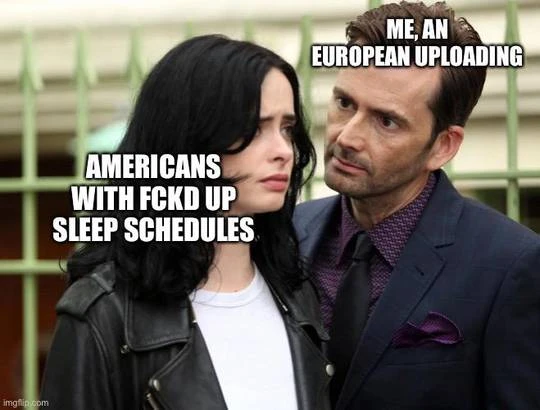 ME, AN
EUROPEAN UPLOADING
AMERICANS
WITH FCKD UP
SLEEP SCHEDULES
imgflip.com